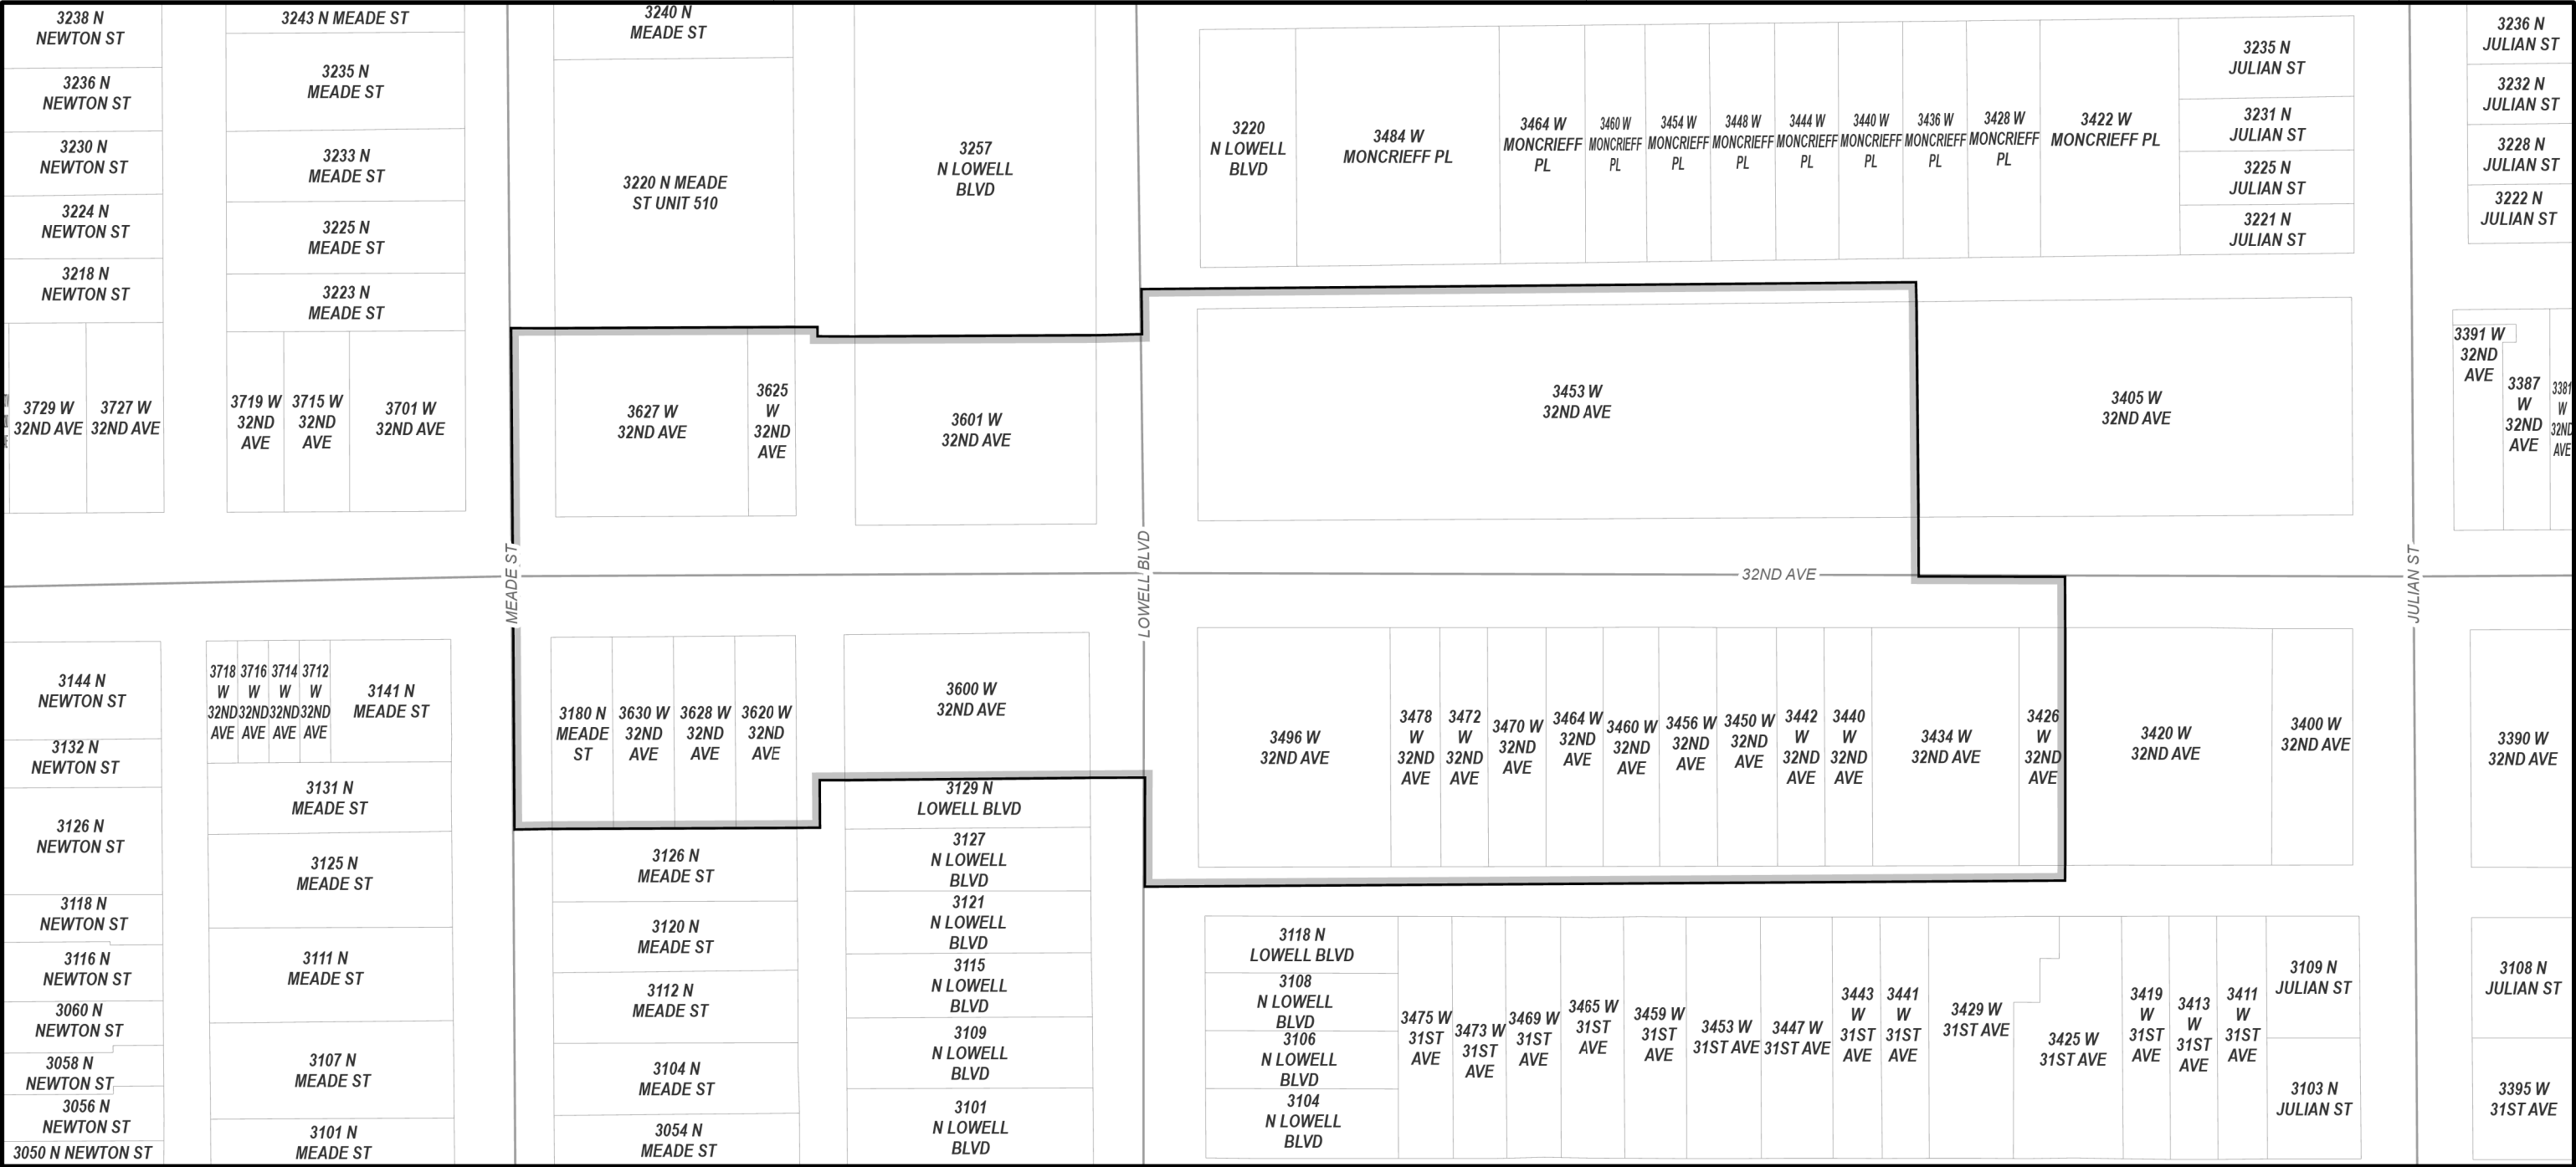 3238 N
NEWTON ST
3236 N
NEWTON ST
3230 N
NEWTON ST
3224 N
NEWTON ST
3218 N
NEWTON ST
3729 W
32ND AVE
3727 W
32ND AVE
3243 N MEADE ST
3235 N
MEADE ST
3233 N
MEADE ST
3225 N
MEADE ST
3223 N
MEADE ST
3719 W
32ND
AVE
3715 W
32ND
AVE
3701 W
32ND AVE
3240 N
MEADE ST
3220 N MEADE
ST UNIT 510
3257
N LOWELL
BLVD
3627 W
32ND AVE
3625
W
32ND
AVE
3601 W
32ND AVE
3220
N LOWELL
BLVD
3484 W
MONCRIEFF PL
3464 W
MONCRIEFF
PL
3460 W
MONCRIEFF
PL
3454 W
MONCRIEFF
PL
3448 W
MONCRIEFF
PL
3444 W
MONCRIEFF
PL
3440 W
MONCRIEFF
PL
3436 W
MONCRIEFF
PL
3428 W
MONCRIEFF
PL
3422 W
MONCRIEFF PL
3235 N
JULIAN ST
3231 N
JULIAN ST
3225 N
JULIAN ST
3221 N
JULIAN ST
3236 N
JULIAN ST
3232 N
JULIAN ST
3228 N
JULIAN ST
3222 N
JULIAN ST
3453 W
32ND AVE
3405 W
32ND AVE
3391 W
32ND
AVE
3387
W
32ND
AVE
3381
W
32ND
AVE
MEADE ST
LOWELL BLVD
32ND AVE
JULIAN ST
3144 N
NEWTON ST
3132 N
NEWTON ST
3126 N
NEWTON ST
3118 N
NEWTON ST
3116 N
NEWTON ST
3060 N
NEWTON ST
3058 N
NEWTON ST
3056 N
NEWTON ST
3050 N NEWTON ST
3718
W
32ND
AVE
3716
W
32ND
AVE
3714
W
32ND
AVE
3712
W
32ND
AVE
3141 N
MEADE ST
3131 N
MEADE ST
3125 N
MEADE ST
3111 N
MEADE ST
3107 N
MEADE ST
3101 N
MEADE ST
3180 N
MEADE
ST
3630 W
32ND
AVE
3628 W
32ND
AVE
3620 W
32ND
AVE
3126 N
MEADE ST
3120 N
MEADE ST
3112 N
MEADE ST
3104 N
MEADE ST
3054 N
MEADE ST
3600 W
32ND AVE
3129 N
LOWELL BLVD
3127
N LOWELL
BLVD
3121
N LOWELL
BLVD
3115
N LOWELL
BLVD
3109
N LOWELL
BLVD
3101
N LOWELL
BLVD
3496 W
32ND AVE
3478
W
32ND
AVE
3472
W
32ND
AVE
3470 W
32ND
AVE
3464 W
32ND
AVE
3460 W
32ND
AVE
3456 W
32ND
AVE
3450 W
32ND
AVE
3442
W
32ND
AVE
3440
W
32ND
AVE
3434 W
32ND AVE
3426
W
32ND
AVE
3420 W
32ND AVE
3400 W
32ND AVE
3390 W
32ND AVE
3118 N
LOWELL BLVD
3108
N LOWELL
BLVD
3106
N LOWELL
BLVD
3104
N LOWELL
BLVD
3475 W
31ST
AVE
3473 W
31ST
AVE
3469 W
31ST
AVE
3465 W
31ST
AVE
3459 W
31ST
AVE
3453 W
31ST AVE
3447 W
31ST AVE
3443
W
31ST
AVE
3441
W
31ST
AVE
3429 W
31ST AVE
3425 W
31ST AVE
3419
W
31ST
AVE
3413
W
31ST
AVE
3411
W
31ST
AVE
3109 N
JULIAN ST
3103 N
JULIAN ST
3108 N
JULIAN ST
3395 W
31ST AVE